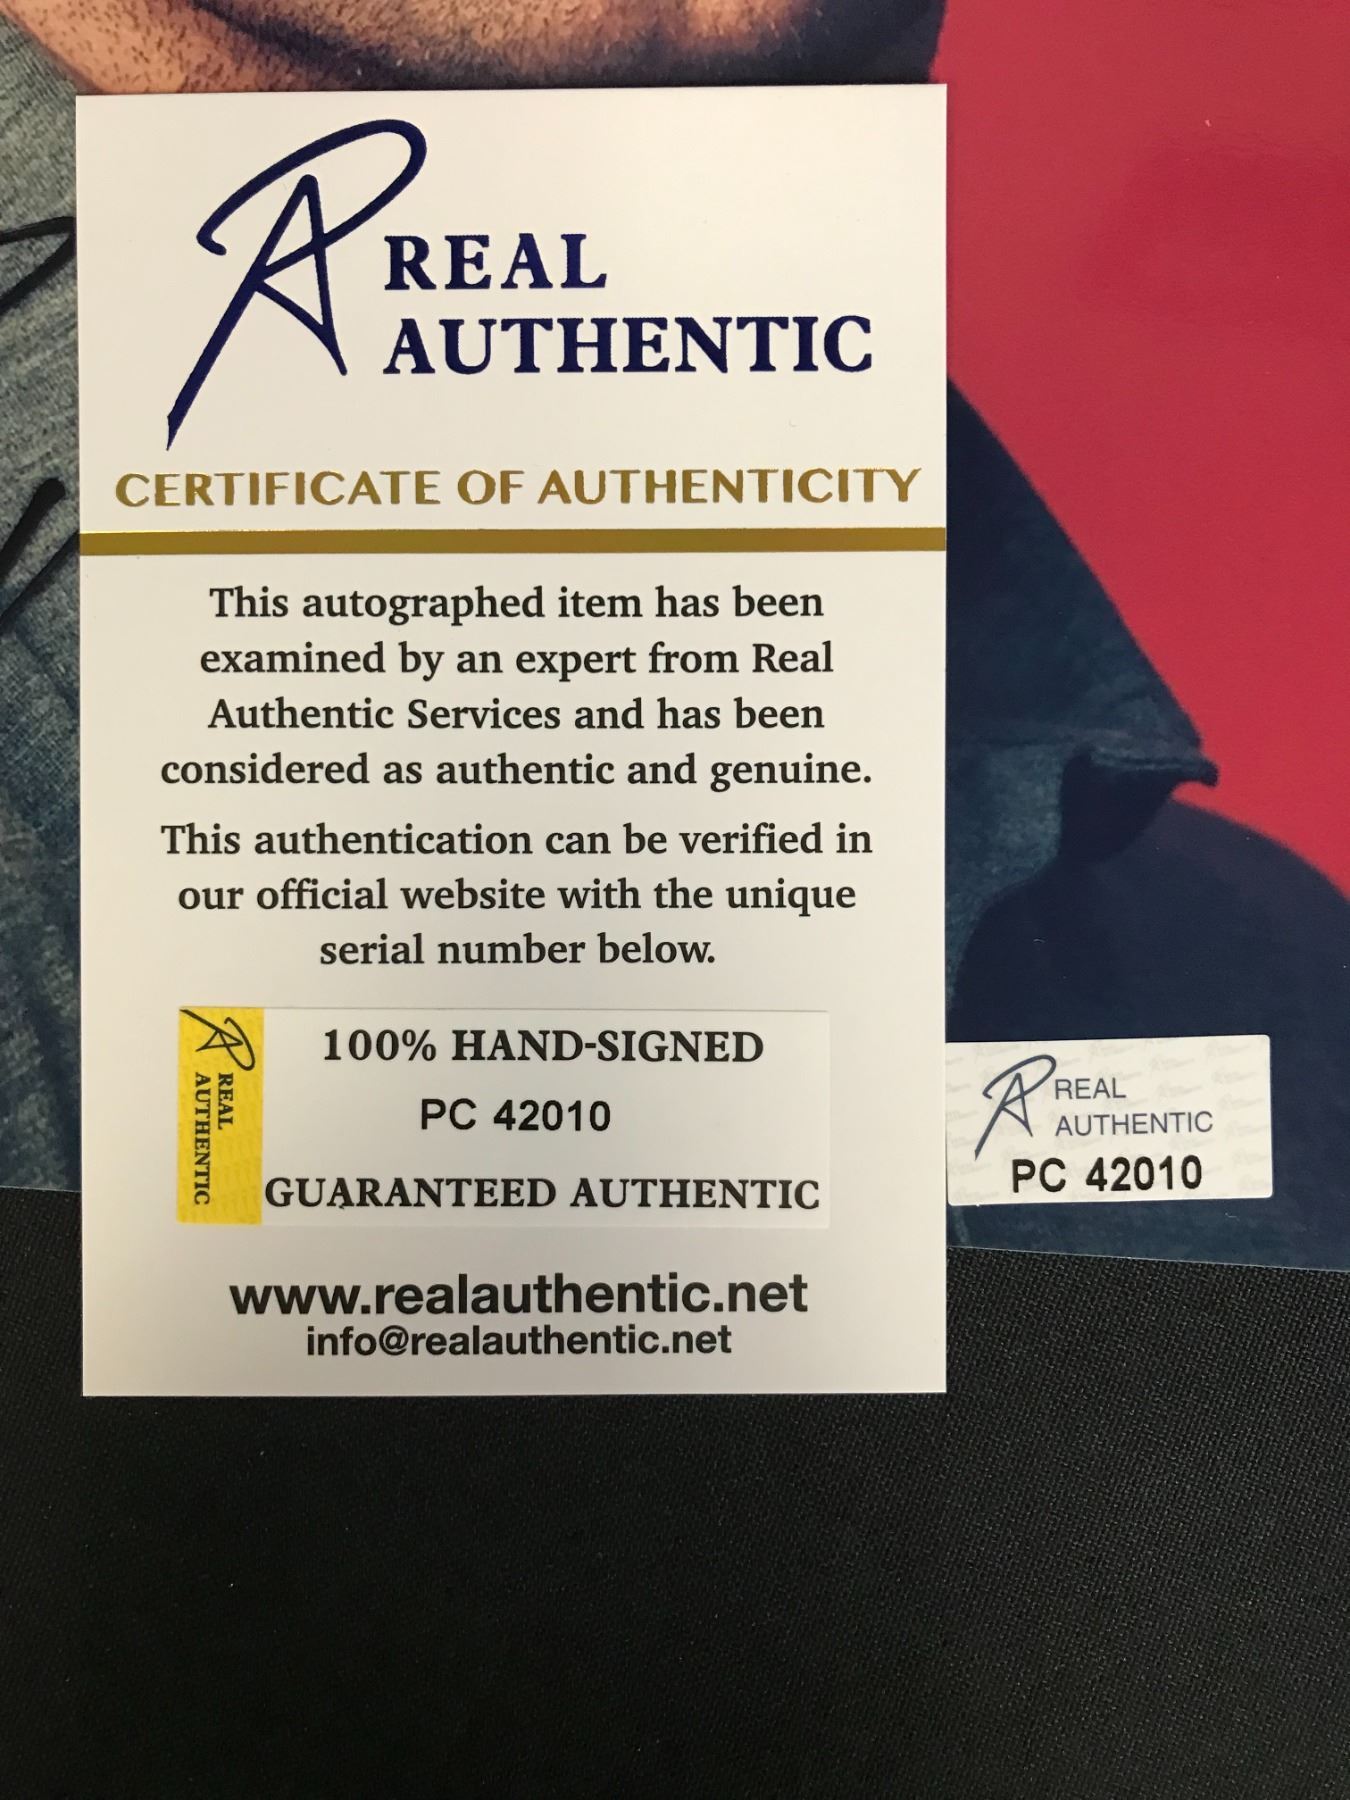 REAL
AUTHENTIC
CERTIFICATE OF AUTHENTICITY
This autographed item has been
examined by an expert from Real
Authentic Services and has been
considered as authentic and genuine.
This authentication can be verified in
our official website with the unique
serial number below.
REAL
AUTHENTIC
100% HAND-SIGNED
PC 42010
GUARANTEED AUTHENTIC
www.realauthentic.net
info@realauthentic.net
REAL
AUTHENTIC
PC 42010